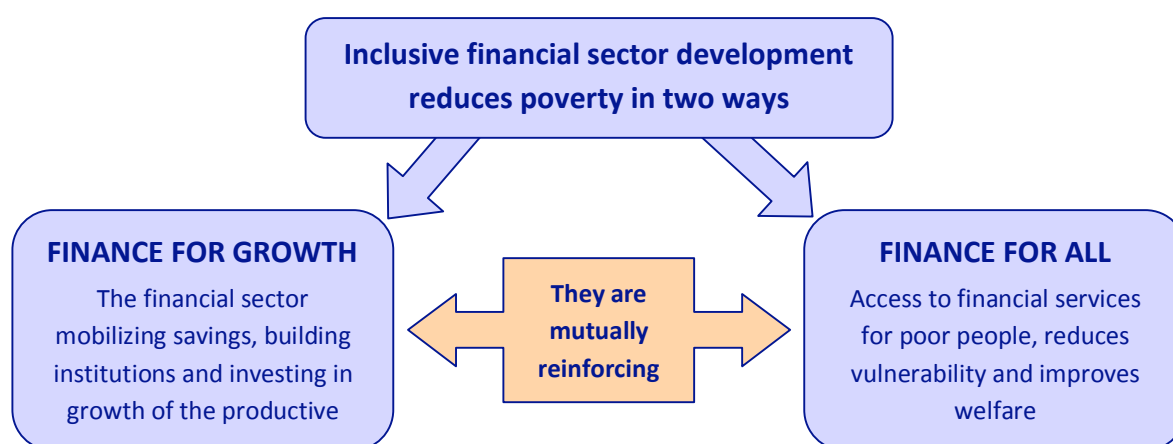 Inclusive financial sector development
reduces poverty in two ways
FINANCE FOR GROWTH
The financial sector
mobilizing savings, building
institutions and investing in
growth of the productive
They are
mutually
reinforcing
FINANCE FOR ALL
Access to financial services
for poor people, reduces
vulnerability and improves
welfare